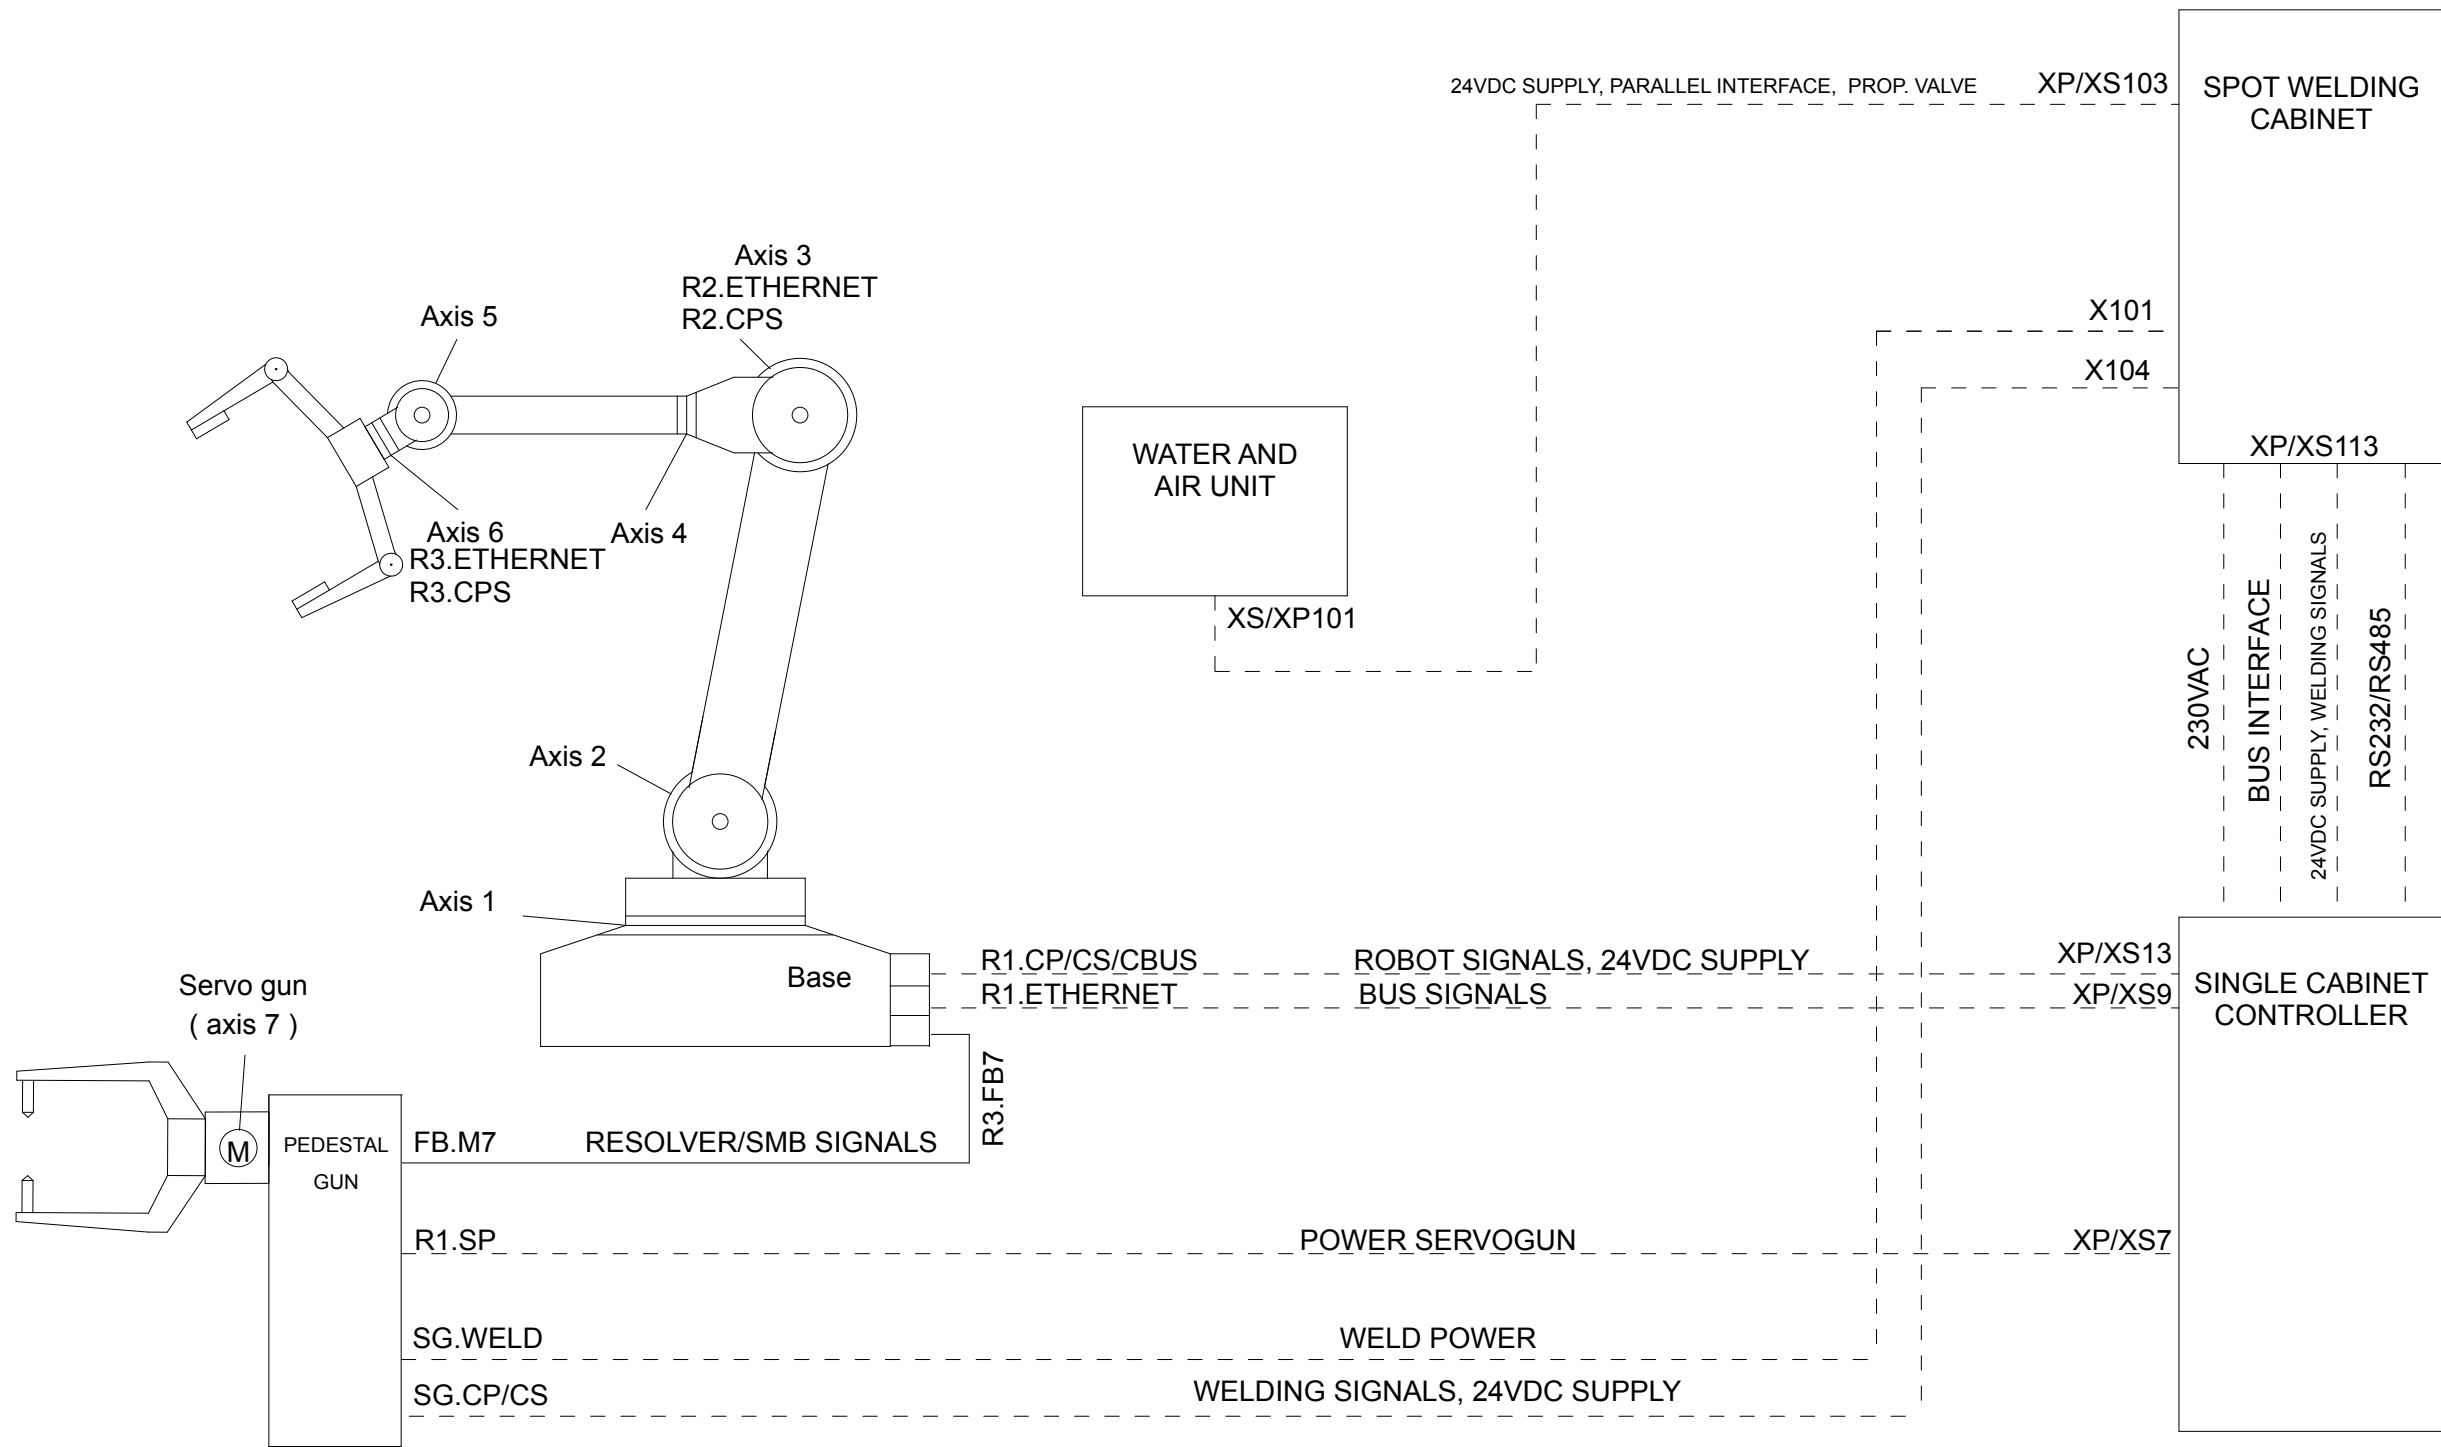 24VDC SUPPLY, PARALLEL INTERFACE, PROP. VALVE
XP/XS103
SPOT WELDING
CABINET
Axis 3
R2.ETHERNET
R2.CPS
Axis 5
X101
X104
XP/XS113
WATER AND
AIR UNIT
Axis 6
R3.ETHERNET
R3.CPS
Axis 4
XS/XP101
230VAC
BUS INTERFACE
24VDC SUPPLY, WELDING SIGNALS
RS232/RS485
Axis 2
Axis 1
Base
R1.CP/CS/CBUS
ROBOT SIGNALS, 24VDC SUPPLY
XP/XS13
R1.ETHERNET
BUS SIGNALS
XP/XS9
SINGLE CABINET
CONTROLLER
Servo gun
( axis 7 )
M
PEDESTAL
GUN
FB.M7
RESOLVER/SMB SIGNALS
R3.FB7
R1.SP
POWER SERVOGUN
XP/XS7
SG.WELD
WELD POWER
SG.CP/CS
WELDING SIGNALS, 24VDC SUPPLY